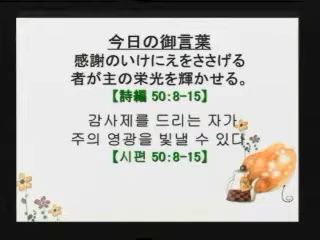 今日の御言葉
感謝のいけにえをささげる
者が主の栄光を輝かせる。
【詩編 50:8-15】
감사제를 드리는 자가
주의 영광을 빛낼 수 있다
【시편 50:8-15】